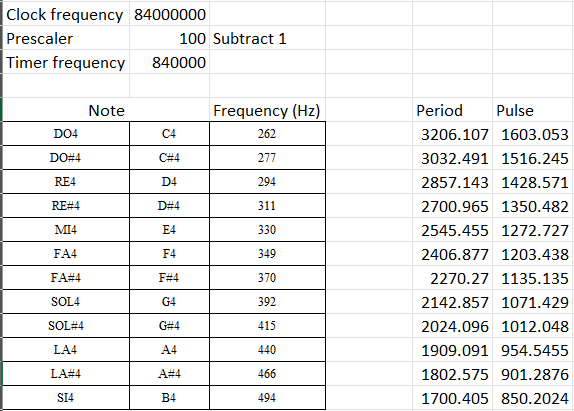 Clock frequency 84000000
Prescaler 100 Subtract 1
Timer frequency 840000
Note Frequency (Hz) Period Pulse
DO4 C4 262 3206.107 1603.053
DO#4 C#4 277 3032.491 1516.245
RE4 D4 294 2857.143 1428.571
RE#4 D#4 311 2700.965 1350.482
MI4 E4 330 2545.455 1272.727
FA4 F4 349 2406.877 1203.438
FA#4 F#4 370 2270.27 1135.135
SOL4 G4 392 2142.857 1071.429
SOL#4 G#4 415 2024.096 1012.048
LA4 A4 440 1909.091 954.5455
LA#4 A#4 466 1802.575 901.2876
SI4 B4 494 1700.405 850.2024